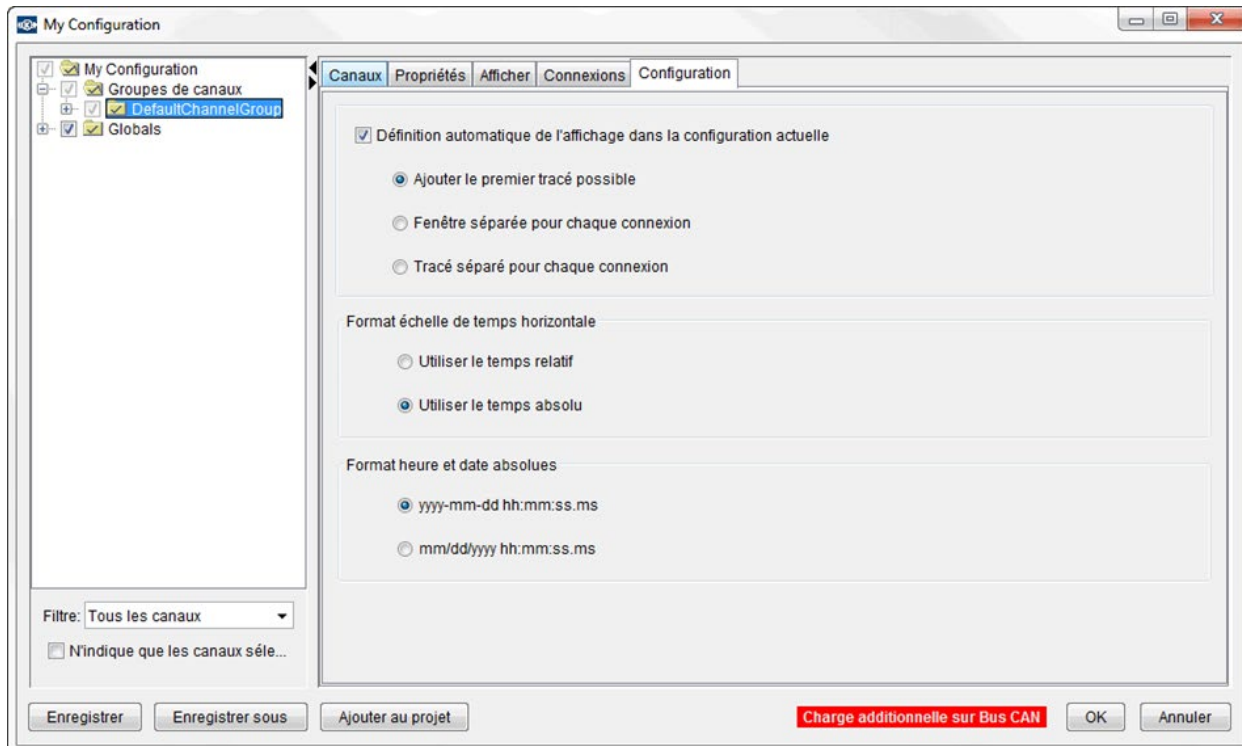 My Configuration
My Configuration
Groupes de canaux
DefaultChannelGroup
Globals
Filtre: Tous les canaux
N'indique que les canaux séle...
Canaux Propriétés Afficher Connexions Configuration
Définition automatique de l'affichage dans la configuration actuelle
Ajouter le premier tracé possible
Fenêtre séparée pour chaque connexion
Tracé séparé pour chaque connexion
Format échelle de temps horizontale
Utiliser le temps relatif
Utiliser le temps absolu
Format heure et date absolues
yyyy-mm-dd hh:mm:ss.ms
mm/dd/yyyy hh:mm:ss.ms
Enregistrer Enregistrer sous Ajouter au projet Charge additionnelle sur Bus CAN OK Annuler